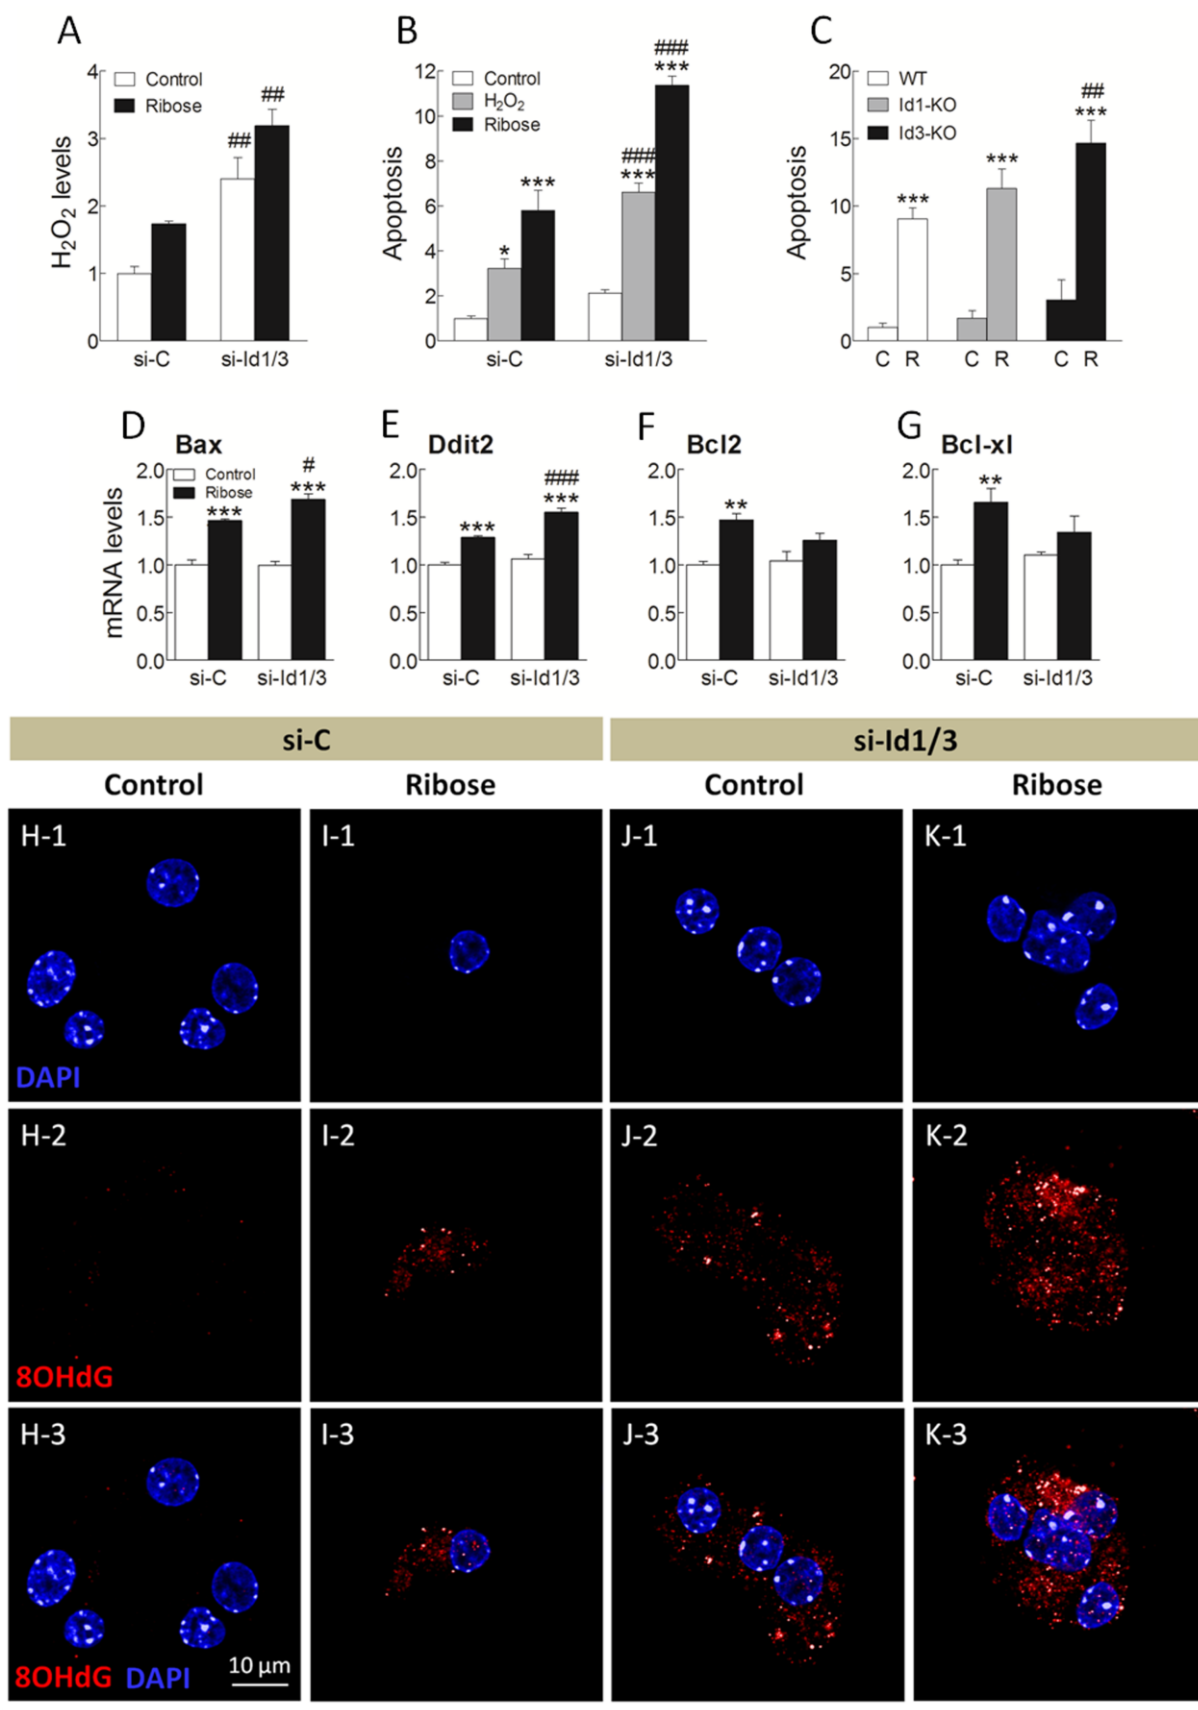 A
B
C
4
3
2
1
0
H₂O₂ levels
Control
Ribose
##
##
si-C
si-Id1/3
12
10
8
6
4
2
0
Apoptosis
Control
H₂O₂
Ribose
*
***
###
***
###
***
si-C
si-Id1/3
20
15
10
5
0
Apoptosis
WT
Id1-KO
Id3-KO
***
***
##
***
C R C R C R
D
Bax
2.0
1.5
1.0
0.5
0.0
mRNA levels
Control
Ribose
***
#
***
si-C si-Id1/3
E
Ddit2
2.0
1.5
1.0
0.5
0.0
***
###
***
si-C si-Id1/3
F
Bcl2
2.0
1.5
1.0
0.5
0.0
**
si-C si-Id1/3
G
Bcl-xl
2.0
1.5
1.0
0.5
0.0
**
si-C si-Id1/3
si-C si-Id1/3
Control Ribose Control Ribose
H-1 I-1 J-1 K-1
DAPI
H-2 I-2 J-2 K-2
8OHdG
H-3 I-3 J-3 K-3
8OHdG DAPI 10 µm